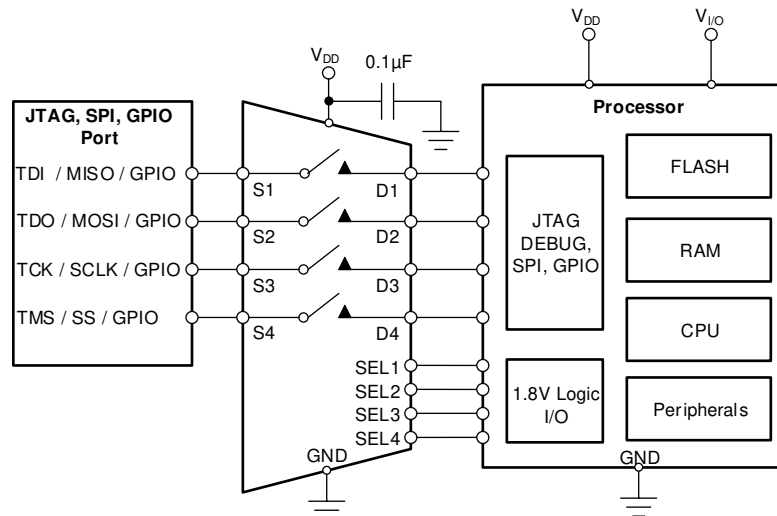 V_DD
0.1µF
V_DD
V_I/O
JTAG, SPI, GPIO
Port
TDI / MISO / GPIO
TDO / MOSI / GPIO
TCK / SCLK / GPIO
TMS / SS / GPIO
S1
D1
S2
D2
S3
D3
S4
D4
SEL1
SEL2
SEL3
SEL4
GND
Processor
JTAG
DEBUG,
SPI, GPIO
1.8V Logic
I/O
FLASH
RAM
CPU
Peripherals
GND